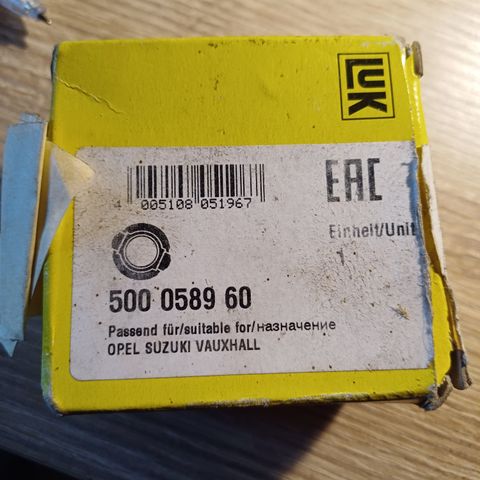 LUK
4 005108 051967
EAC
Einheit/Unit
1
500 0589 60
Passend für/suitable for/назначение
OPEL SUZUKI VAUXHALL